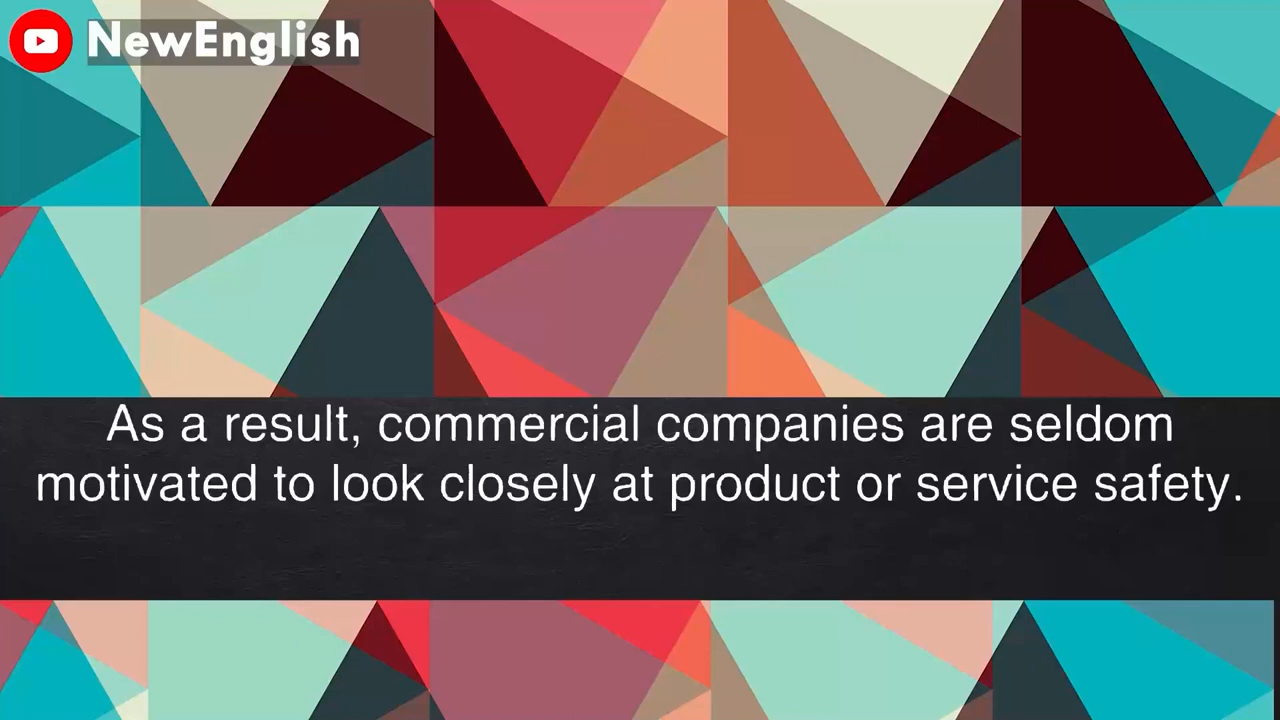 NewEnglish
As a result, commercial companies are seldom
motivated to look closely at product or service safety.